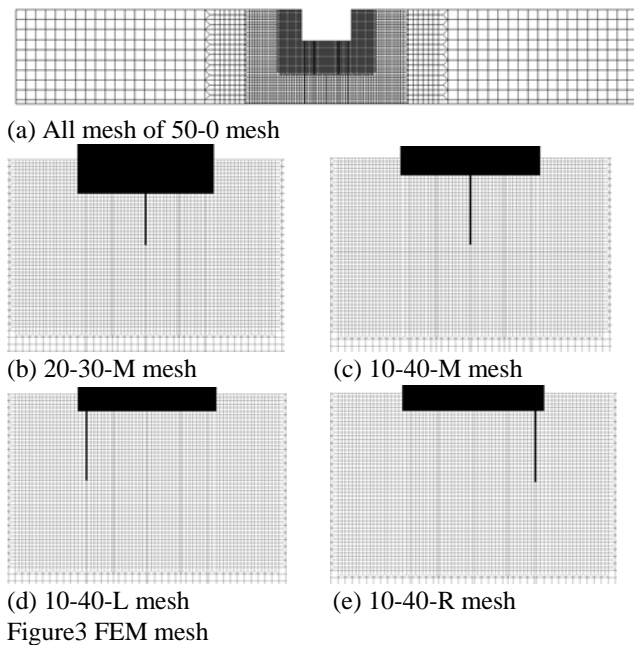 (a) All mesh of 50-0 mesh
(b) 20-30-M mesh
(c) 10-40-M mesh
(d) 10-40-L mesh
(e) 10-40-R mesh
Figure3 FEM mesh